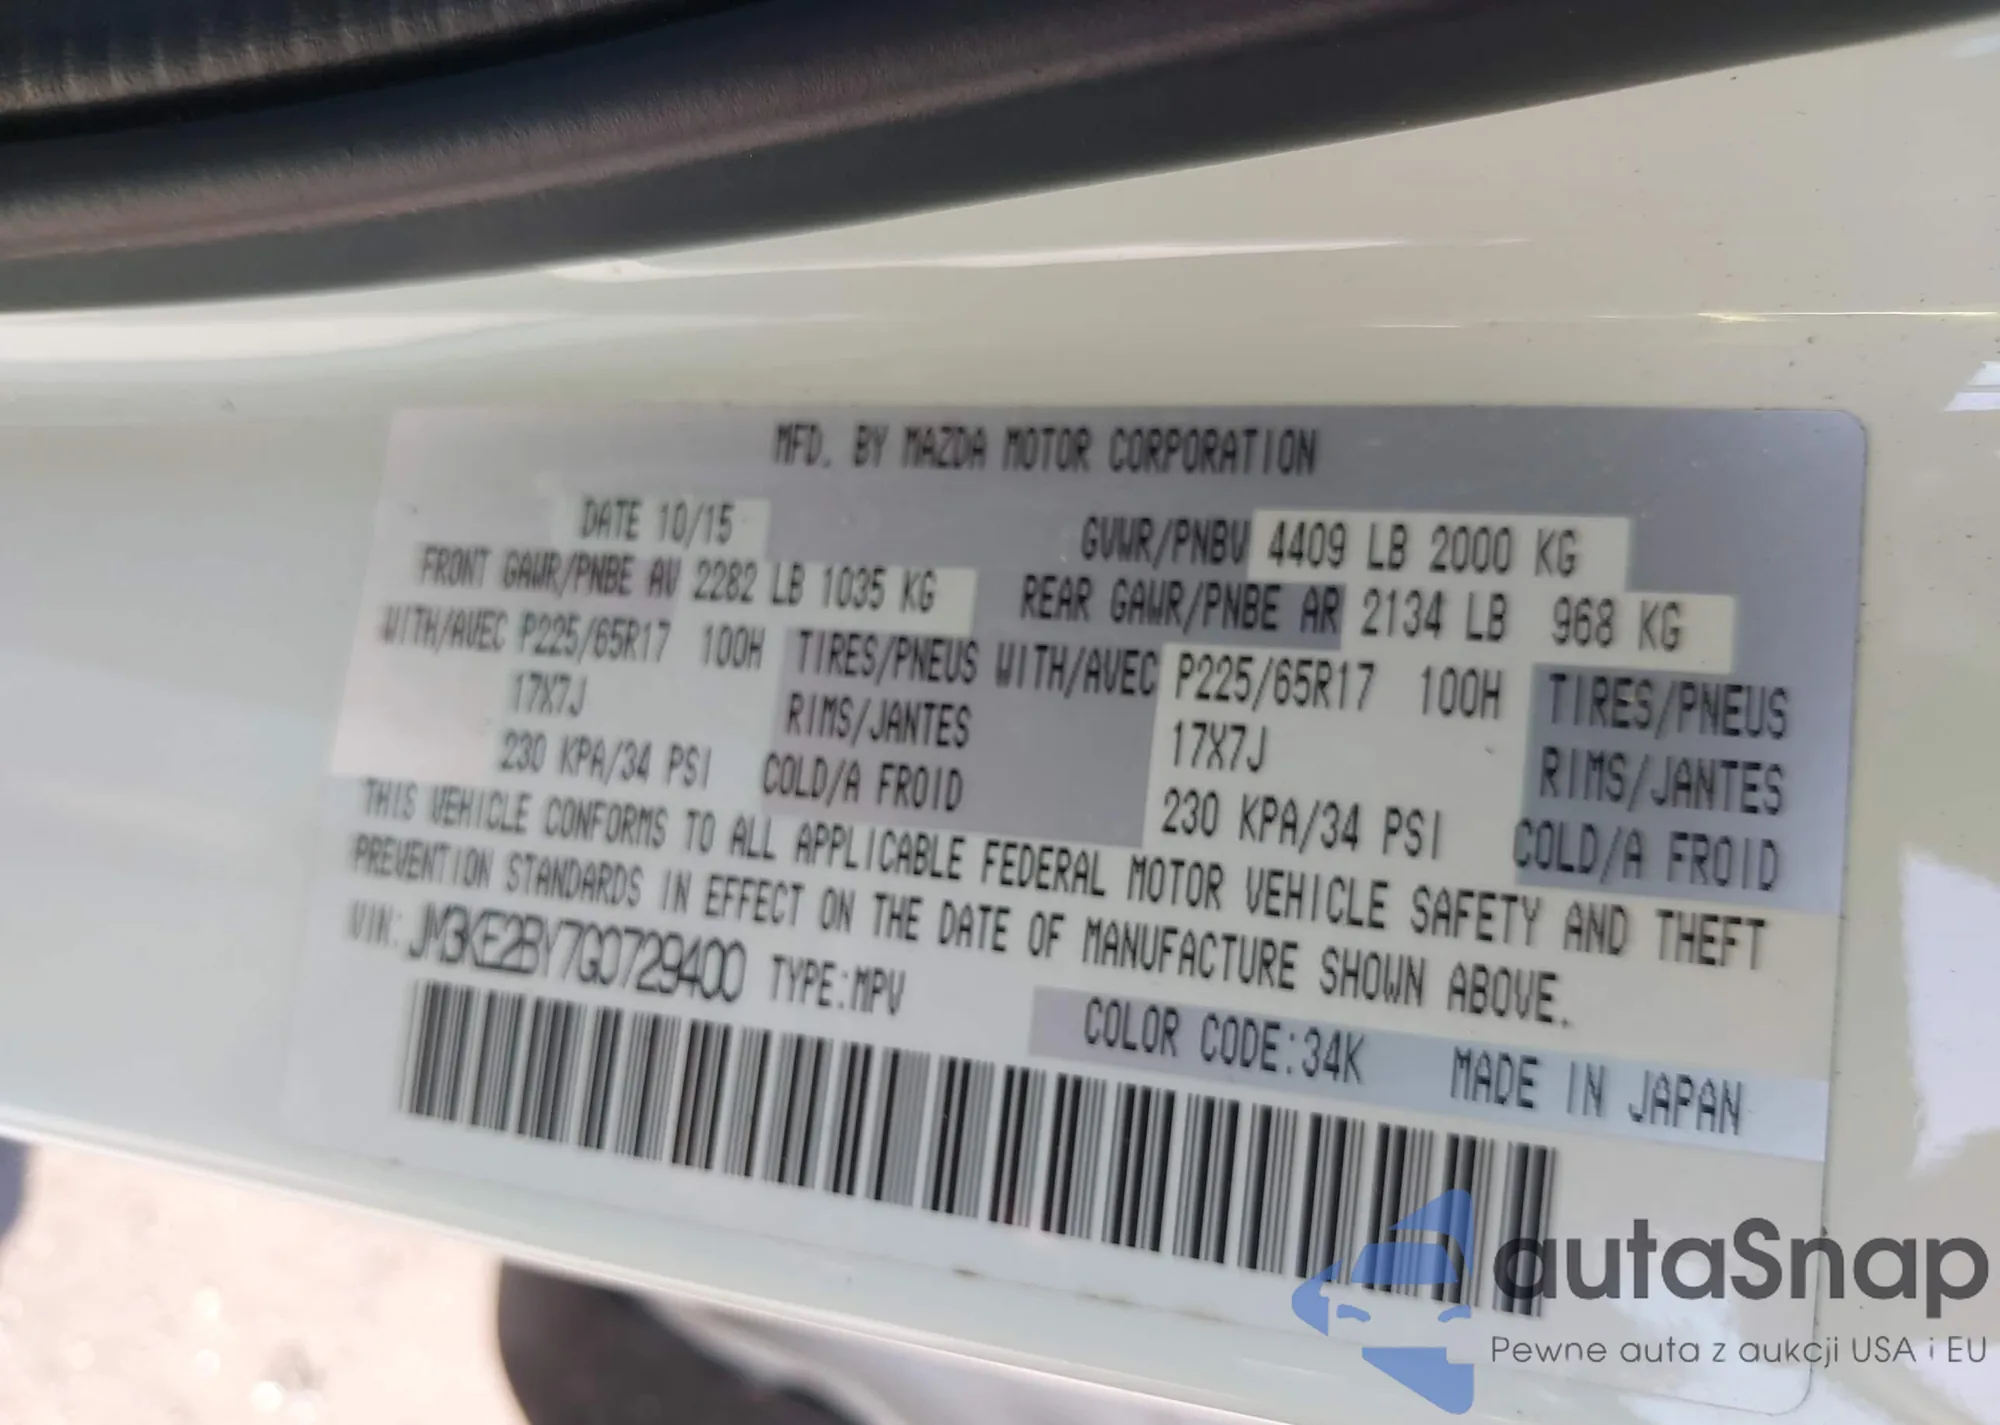 MFD. BY MAZDA MOTOR CORPORATION
DATE 10/15 GVWR/PNBV 4409 LB 2000 KG
FRONT GAWR/PNBE AV 2282 LB 1035 KG REAR GAWR/PNBE AR 2134 LB 968 KG
WITH/AVEC P225/65R17 100H TIRES/PNEUS WITH/AVEC P225/65R17 100H TIRES/PNEUS
17X7J RIMS/JANTES 17X7J RIMS/JANTES
230 KPA/34 PSI COLD/A FROID 230 KPA/34 PSI COLD/A FROID
THIS VEHICLE CONFORMS TO ALL APPLICABLE FEDERAL MOTOR VEHICLE SAFETY AND THEFT
PREVENTION STANDARDS IN EFFECT ON THE DATE OF MANUFACTURE SHOWN ABOVE.
VIN: JM3KE2BY7G0729400 TYPE:MPV
COLOR CODE:34K MADE IN JAPAN
autaSnap
Pewne auta z aukcji USA i EU